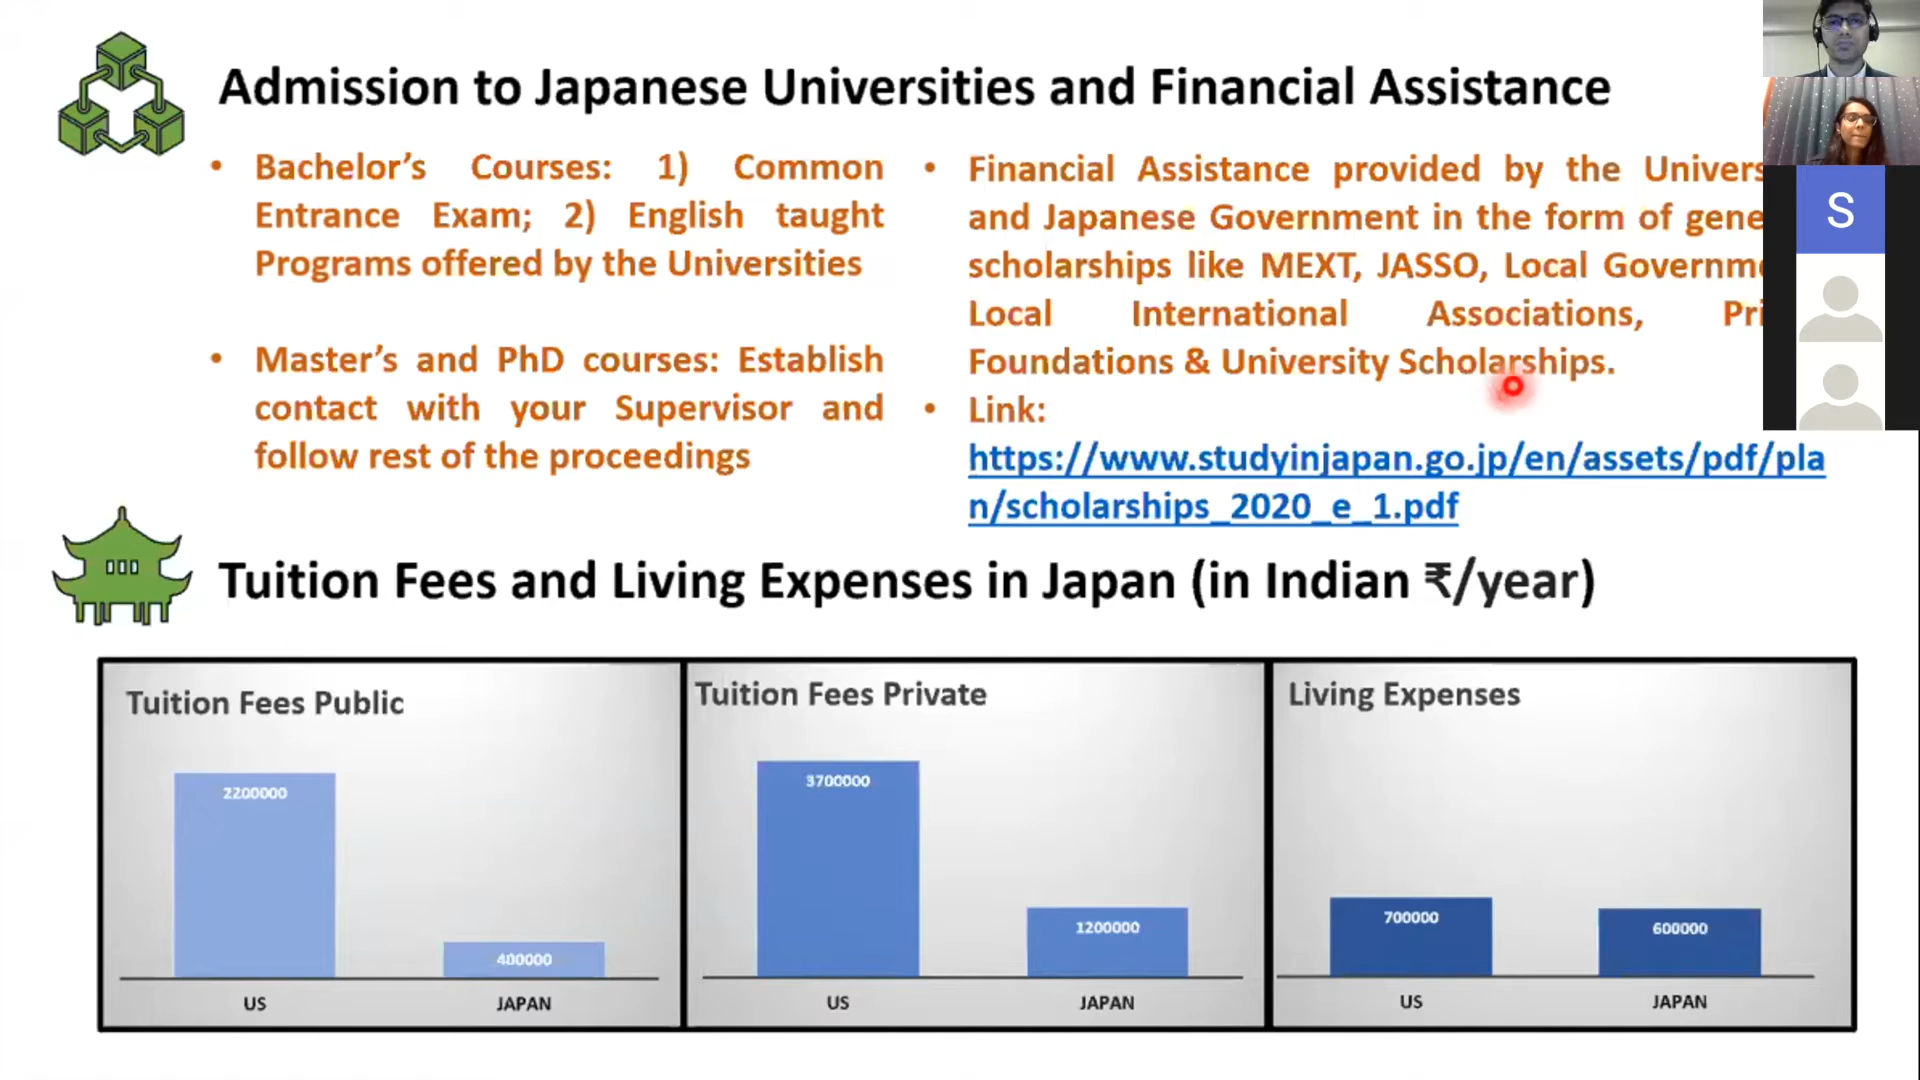 Admission to Japanese Universities and Financial Assistance
• Bachelor's Courses: 1) Common
Entrance Exam; 2) English taught
Programs offered by the Universities
• Master's and PhD courses: Establish
contact with your Supervisor and
follow rest of the proceedings
• Financial Assistance provided by the Univers
and Japanese Government in the form of gene
scholarships like MEXT, JASSO, Local Governme
Local International Associations, Pri
Foundations & University Scholarships.
• Link:
https://www.studyinjapan.go.jp/en/assets/pdf/pla
n/scholarships_2020_e_1.pdf
S
Tuition Fees and Living Expenses in Japan (in Indian ₹/year)
Tuition Fees Public
2200000
400000
US JAPAN
Tuition Fees Private
3700000
1200000
US JAPAN
Living Expenses
700000
600000
US JAPAN